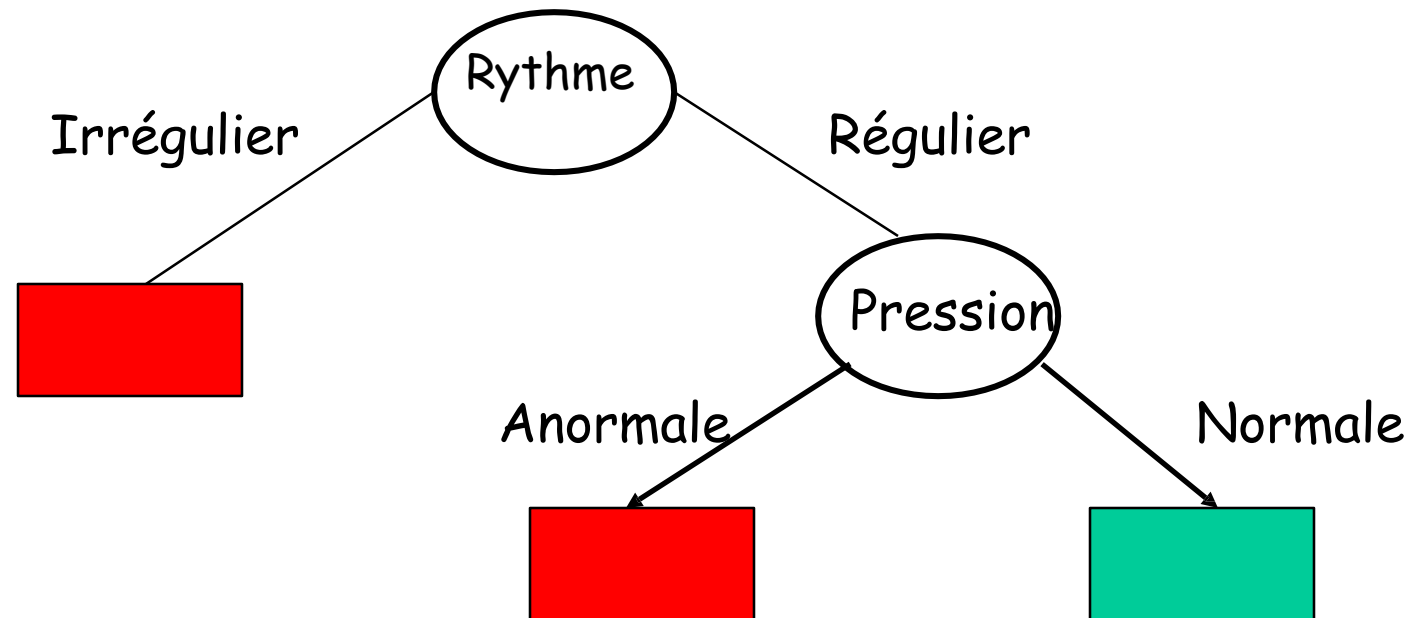 Rythme
Irrégulier
Régulier
Pression
Anormale
Normale